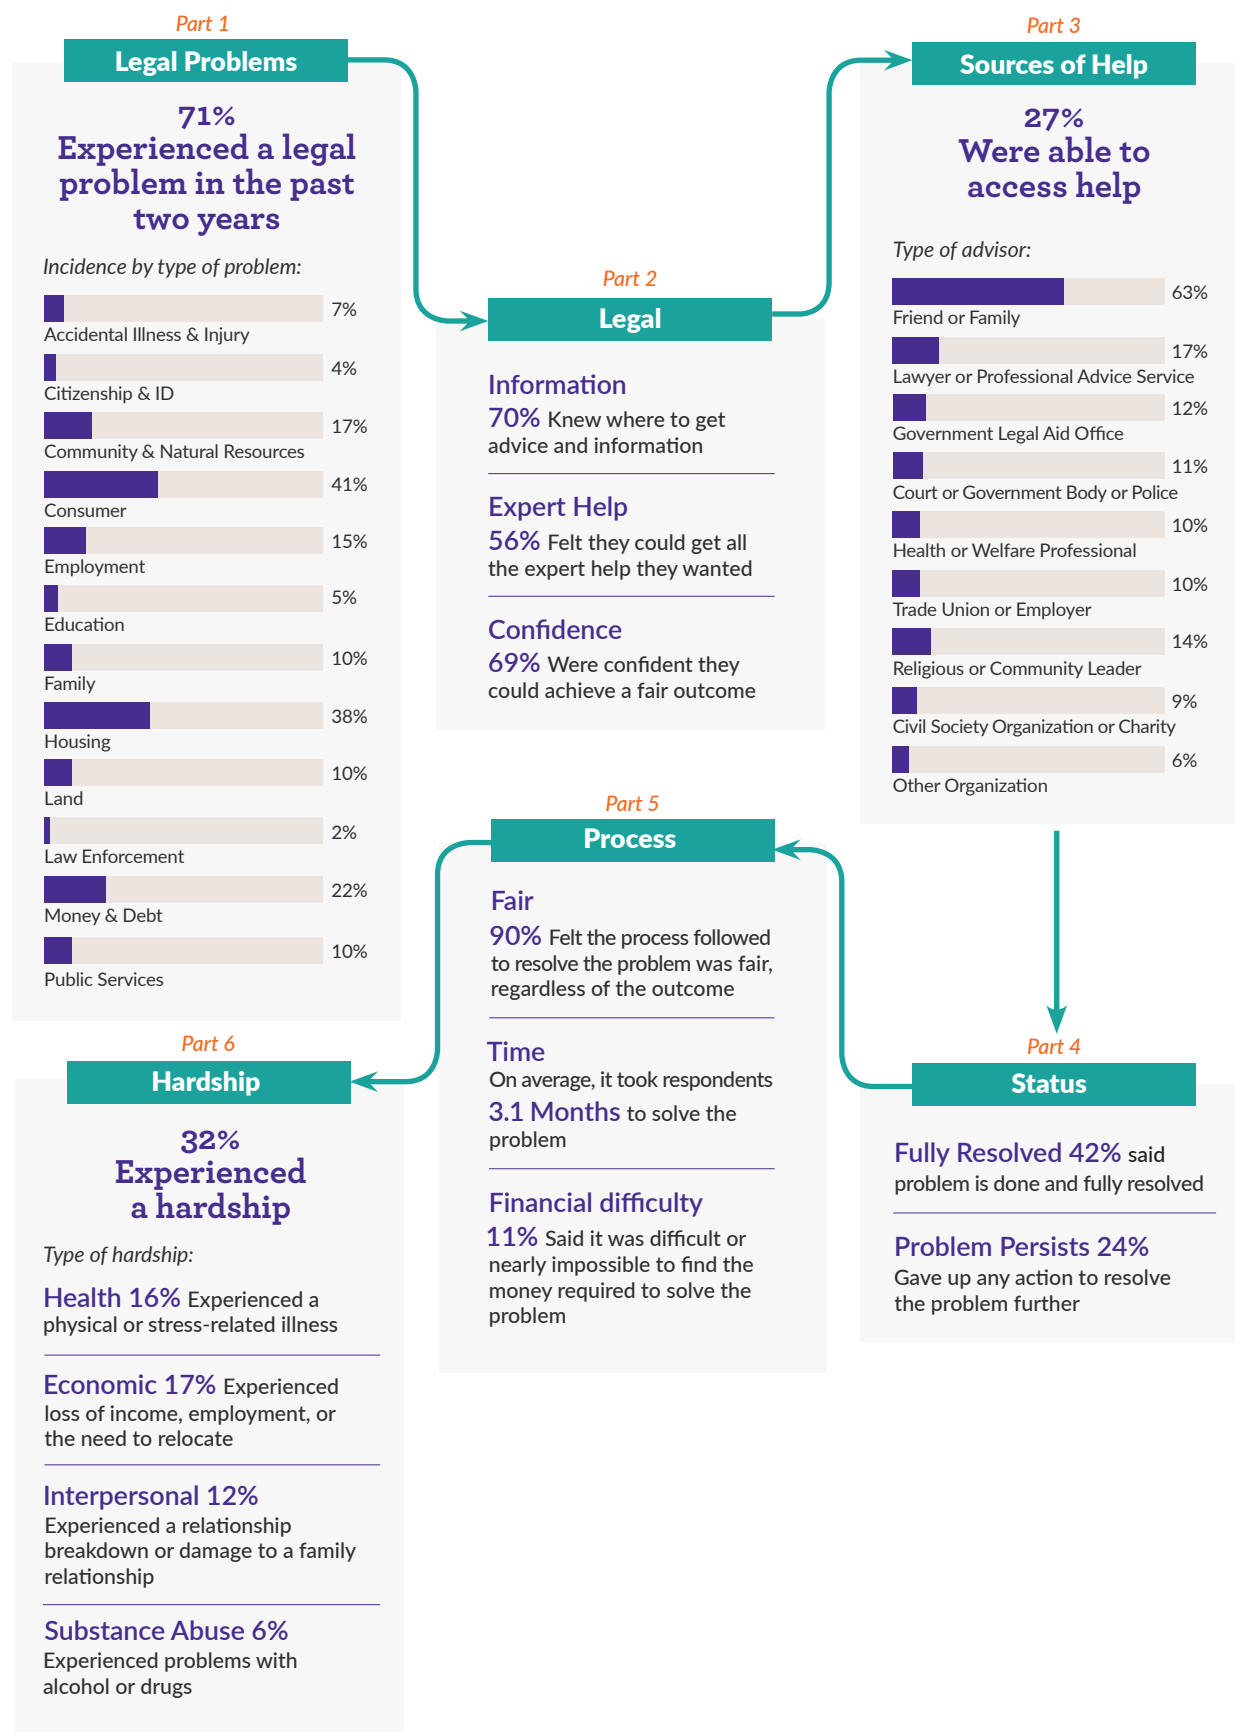 Part 1
Legal Problems
71%
Experienced a legal
problem in the past
two years
Incidence by type of problem:
7%
Accidental Illness & Injury
4%
Citizenship & ID
17%
Community & Natural Resources
41%
Consumer
15%
Employment
5%
Education
10%
Family
38%
Housing
10%
Land
2%
Law Enforcement
22%
Money & Debt
10%
Public Services
Part 2
Legal
Information
70% Knew where to get
advice and information
Expert Help
56% Felt they could get all
the expert help they wanted
Confidence
69% Were confident they
could achieve a fair outcome
Part 3
Sources of Help
27%
Were able to
access help
Type of advisor:
63%
Friend or Family
17%
Lawyer or Professional Advice Service
12%
Government Legal Aid Office
11%
Court or Government Body or Police
10%
Health or Welfare Professional
10%
Trade Union or Employer
14%
Religious or Community Leader
9%
Civil Society Organization or Charity
6%
Other Organization
Part 4
Status
Fully Resolved 42% said
problem is done and fully resolved
Problem Persists 24%
Gave up any action to resolve
the problem further
Part 5
Process
Fair
90% Felt the process followed
to resolve the problem was fair,
regardless of the outcome
Time
On average, it took respondents
3.1 Months to solve the
problem
Financial difficulty
11% Said it was difficult or
nearly impossible to find the
money required to solve the
problem
Part 6
Hardship
32%
Experienced
a hardship
Type of hardship:
Health 16% Experienced a
physical or stress-related illness
Economic 17% Experienced
loss of income, employment, or
the need to relocate
Interpersonal 12%
Experienced a relationship
breakdown or damage to a family
relationship
Substance Abuse 6%
Experienced problems with
alcohol or drugs